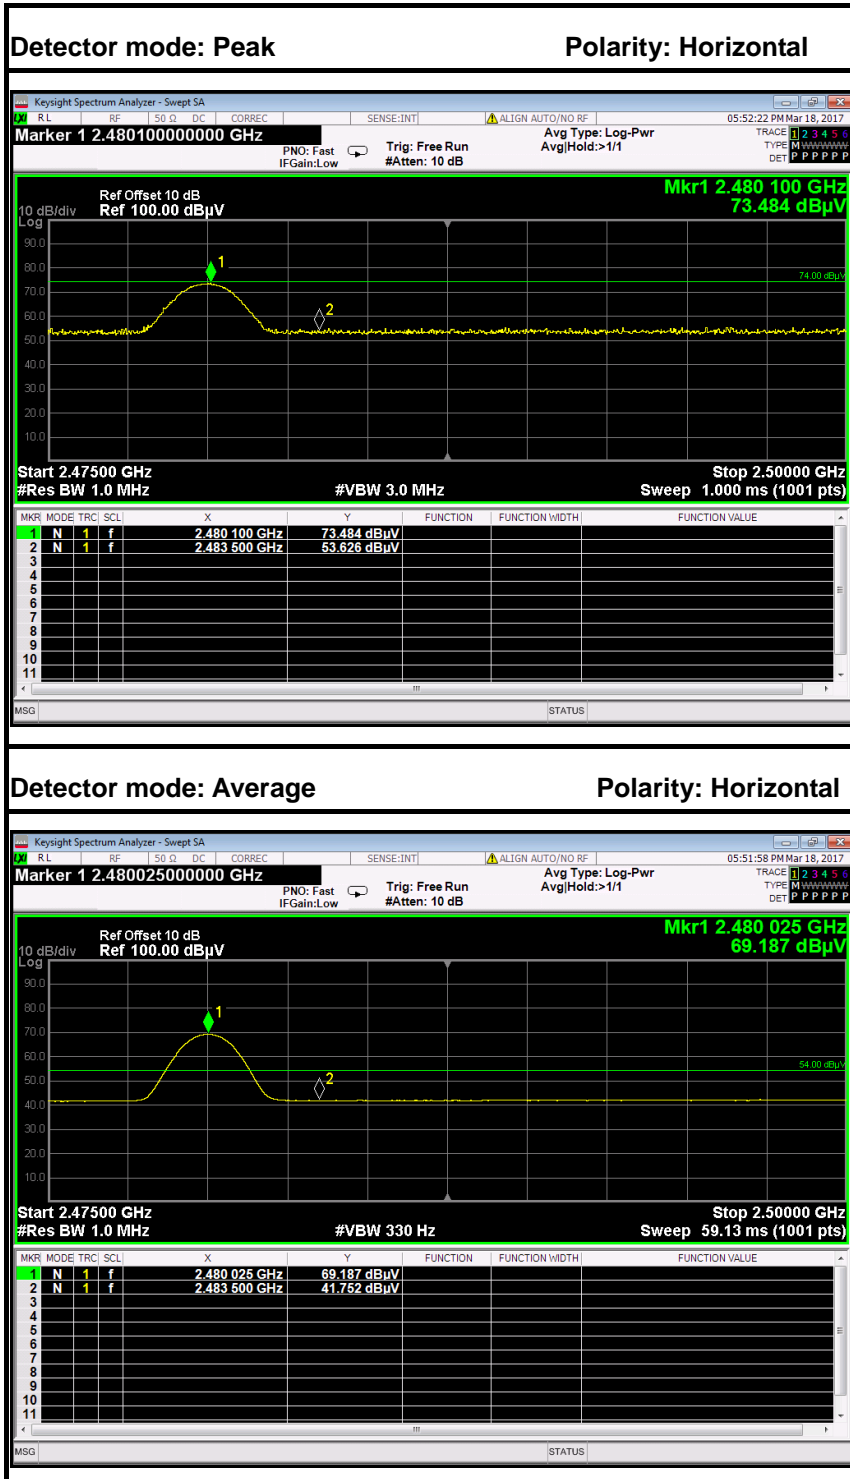 Detector mode: Peak Polarity: Horizontal
Keysight Spectrum Analyzer - Swept SA
LXI RL RF 50 Ω DC CORREC SENSE:INT ALIGN AUTO/NO RF 05:52:22 PM Mar 18, 2017
Marker 1 2.480100000000 GHz
PNO: Fast
IFGain:Low
Trig: Free Run
#Atten: 10 dB
Avg Type: Log-Pwr
Avg|Hold:>1/1
TRACE 1 2 3 4 5 6
TYPE M WWWWW
DET P P P P P P
Mkr1 2.480 100 GHz
73.484 dBµV
Ref Offset 10 dB
10 dB/div Ref 100.00 dBµV
Log
90.0
80.0
70.0
60.0
50.0
40.0
30.0
20.0
10.0
1
2
74.00 dBµV
Start 2.47500 GHz Stop 2.50000 GHz
#Res BW 1.0 MHz #VBW 3.0 MHz Sweep 1.000 ms (1001 pts)
MKR MODE TRC SCL X Y FUNCTION FUNCTION WIDTH FUNCTION VALUE
1 N 1 f 2.480 100 GHz 73.484 dBµV
2 N 1 f 2.483 500 GHz 53.626 dBµV
3
4
5
6
7
8
9
10
11
MSG STATUS
Detector mode: Average Polarity: Horizontal
Keysight Spectrum Analyzer - Swept SA
LXI RL RF 50 Ω DC CORREC SENSE:INT ALIGN AUTO/NO RF 05:51:58 PM Mar 18, 2017
Marker 1 2.480025000000 GHz
PNO: Fast
IFGain:Low
Trig: Free Run
#Atten: 10 dB
Avg Type: Log-Pwr
Avg|Hold:>1/1
TRACE 1 2 3 4 5 6
TYPE M WWWWW
DET P P P P P P
Mkr1 2.480 025 GHz
69.187 dBµV
Ref Offset 10 dB
10 dB/div Ref 100.00 dBµV
Log
90.0
80.0
70.0
60.0
50.0
40.0
30.0
20.0
10.0
1
2
54.00 dBµV
Start 2.47500 GHz Stop 2.50000 GHz
#Res BW 1.0 MHz #VBW 330 Hz Sweep 59.13 ms (1001 pts)
MKR MODE TRC SCL X Y FUNCTION FUNCTION WIDTH FUNCTION VALUE
1 N 1 f 2.480 025 GHz 69.187 dBµV
2 N 1 f 2.483 500 GHz 41.752 dBµV
3
4
5
6
7
8
9
10
11
MSG STATUS